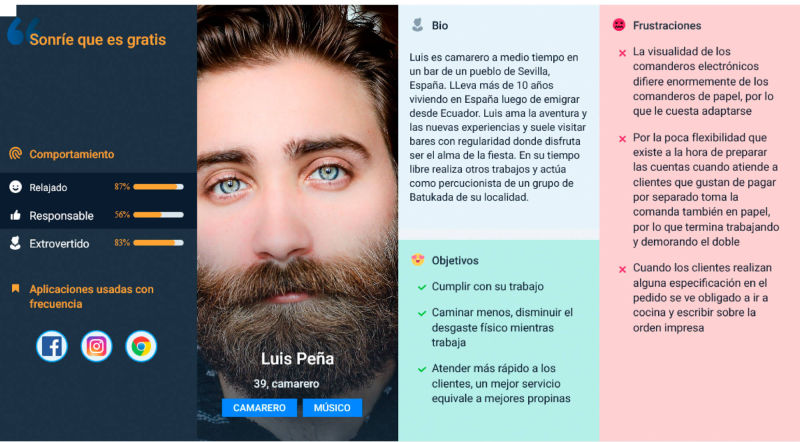 Sonríe que es gratis
Comportamiento
Relajado 87%
Responsable 56%
Extrovertido 83%
Aplicaciones usadas con
frecuencia
Luis Peña
39, camarero
CAMARERO MÚSICO
Bio
Luis es camarero a medio tiempo en
un bar de un pueblo de Sevilla,
España. LLeva más de 10 años
viviendo en España luego de emigrar
desde Ecuador. Luis ama la aventura y
las nuevas experiencias y suele visitar
bares con regularidad donde disfruta
ser el alma de la fiesta. En su tiempo
libre realiza otros trabajos y actúa
como percusionista de un grupo de
Batukada de su localidad.
Objetivos
Cumplir con su trabajo
Caminar menos, disminuir el
desgaste físico mientras
trabaja
Atender más rápido a los
clientes, un mejor servicio
equivale a mejores propinas
Frustraciones
La visualidad de los
comanderos electrónicos
difiere enormemente de los
comanderos de papel, por lo
que le cuesta adaptarse
Por la poca flexibilidad que
existe a la hora de preparar
las cuentas cuando atiende a
clientes que gustan de pagar
por separado toma la
comanda también en papel,
por lo que termina trabajando
y demorando el doble
Cuando los clientes realizan
alguna especificación en el
pedido se ve obligado a ir a
cocina y escribir sobre la
orden impresa